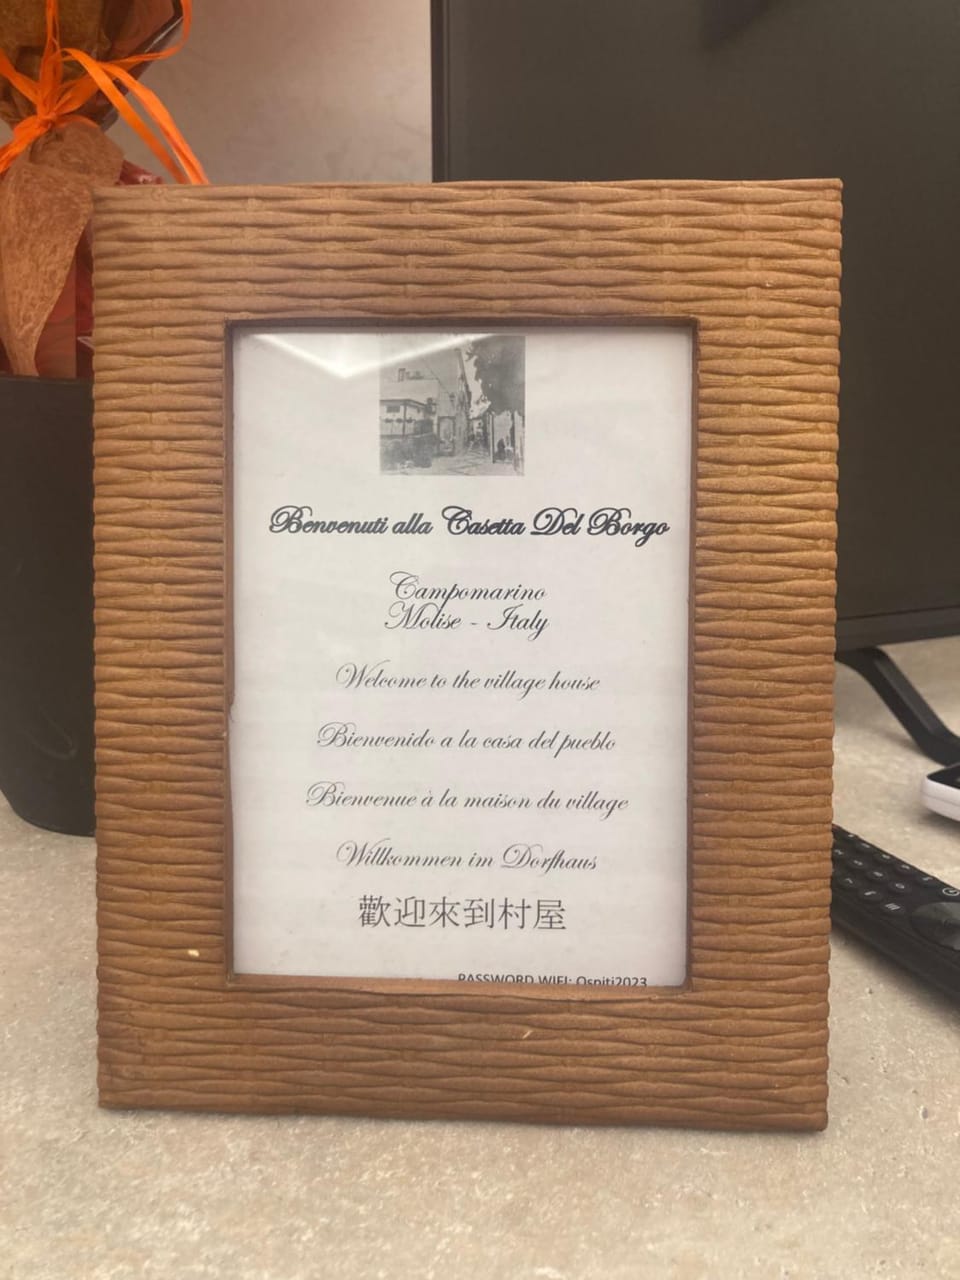 Benvenuti alla Casetta Del Borgo
Campomarino
Molise - Italy
Welcome to the village house
Bienvenido a la casa del pueblo
Bienvenue à la maison du village
Willkommen im Dorfhaus
歡迎來到村屋
PASSWORD WIFI: Ospiti2023